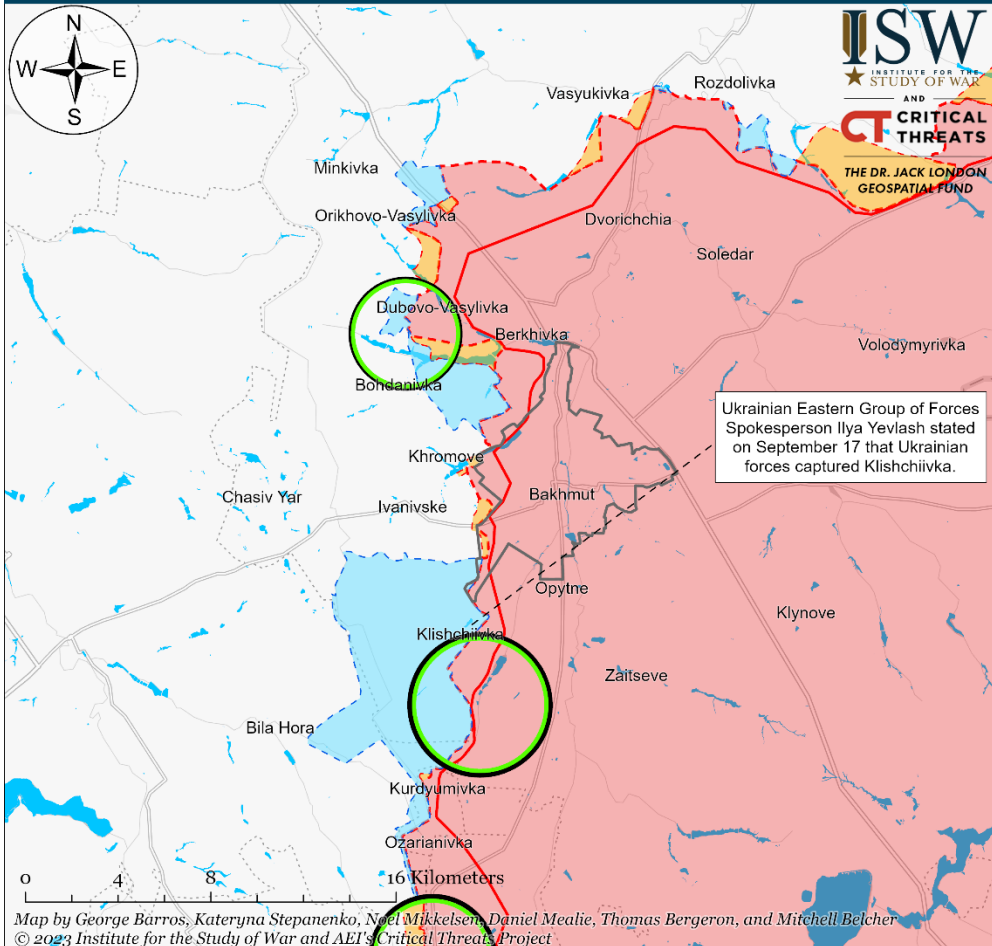 N
W E
S
ISW
INSTITUTE FOR THE
STUDY OF WAR
AND
CT CRITICAL
THREATS
THE DR. JACK LONDON
GEOSPATIAL FUND
Vasyukivka
Rozdolivka
Minkivka
Orikhovo-Vasylivka
Dvorichchia
Soledar
Dubovo-Vasylivka
Berkhivka
Volodymyrivka
Bohdanivka
Ukrainian Eastern Group of Forces
Spokesperson Ilya Yevlash stated
on September 17 that Ukrainian
forces captured Klishchiivka.
Khromove
Chasiv Yar
Ivanivske
Bakhmut
Opytne
Klynove
Klishchiivka
Zaitseve
Bila Hora
Kurdyumivka
Ozarianivka
0 4 8 16 Kilometers
Map by George Barros, Kateryna Stepanenko, Noel Mikkelsen, Daniel Mealie, Thomas Bergeron, and Mitchell Belcher
© 2023 Institute for the Study of War and AEI's Critical Threats Project